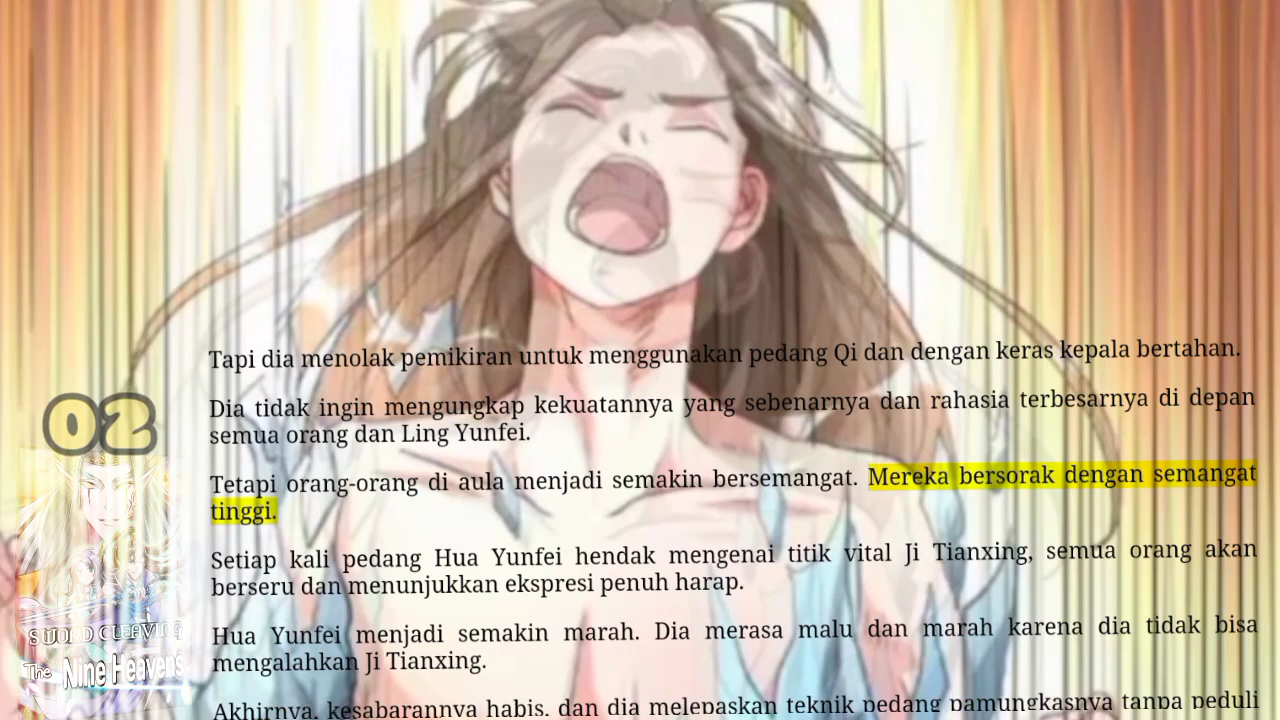 Tapi dia menolak pemikiran untuk menggunakan pedang Qi dan dengan keras kepala bertahan.
Dia tidak ingin mengungkap kekuatannya yang sebenarnya dan rahasia terbesarnya di depan
semua orang dan Ling Yunfei.
02
Tetapi orang-orang di aula menjadi semakin bersemangat. Mereka bersorak dengan semangat
tinggi.
Setiap kali pedang Hua Yunfei hendak mengenai titik vital Ji Tianxing, semua orang akan
berseru dan menunjukkan ekspresi penuh harap.
Hua Yunfei menjadi semakin marah. Dia merasa malu dan marah karena dia tidak bisa
mengalahkan Ji Tianxing.
SWORD CLEAVING
The Nine Heavens
Akhirnya, kesabarannya habis, dan dia melepaskan teknik pedang pamungkasnya tanpa peduli